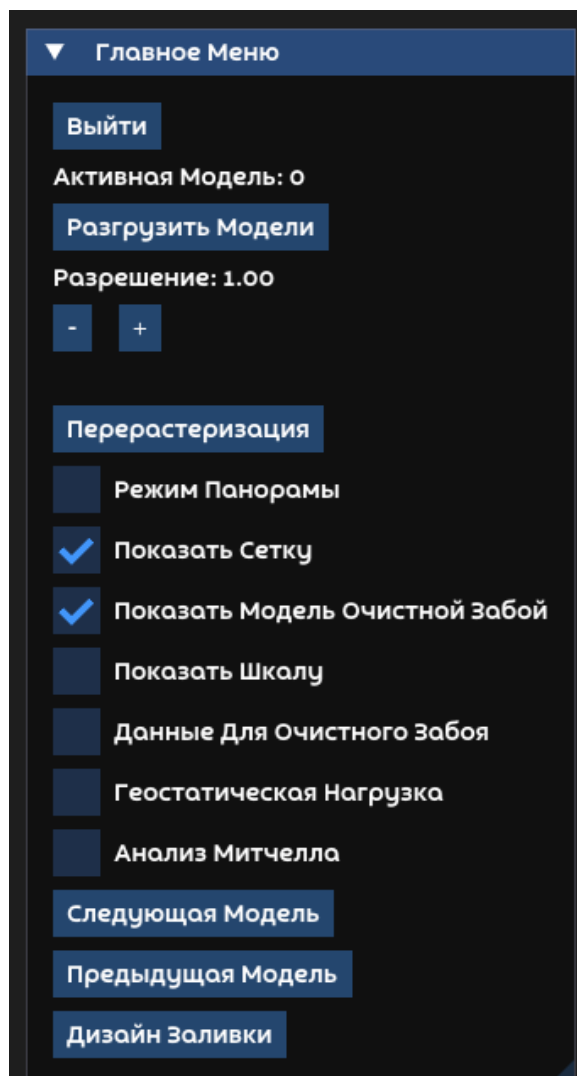 Главное Меню
Выйти
Активная Модель: 0
Разгрузить Модели
Разрешение: 1.00
- +
Перерастеризация
Режим Панорамы
Показать Сетку
Показать Модель Очистной Забой
Показать Шкалу
Данные Для Очистного Забоя
Геостатическая Нагрузка
Анализ Митчелла
Следующая Модель
Предыдущая Модель
Дизайн Заливки